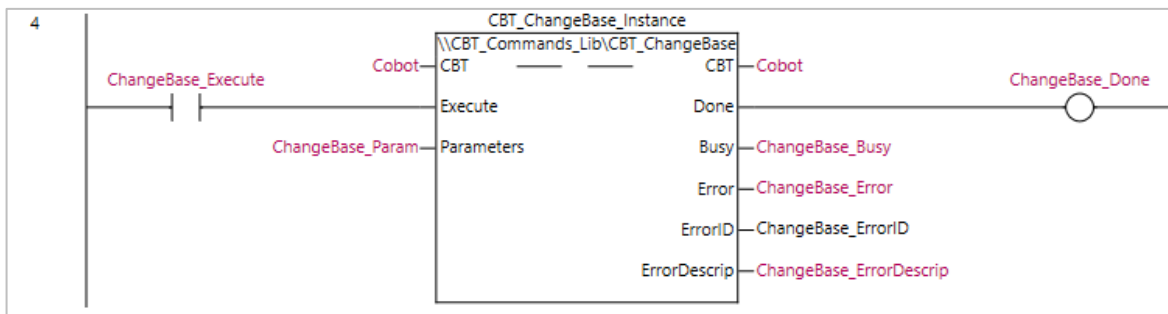 4
CBT_ChangeBase_Instance
\\CBT_Commands_Lib\CBT_ChangeBase
Cobot CBT CBT Cobot
ChangeBase_Execute ChangeBase_Done
Execute Done
ChangeBase_Param Parameters Busy ChangeBase_Busy
Error ChangeBase_Error
ErrorID ChangeBase_ErrorID
ErrorDescrip ChangeBase_ErrorDescrip